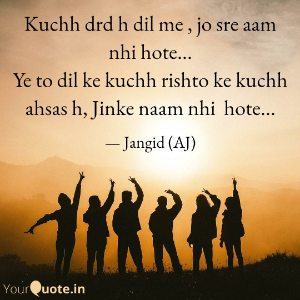 Kuchh drd h dil me , jo sre aam
nhi hote...
Ye to dil ke kuchh rishto ke kuchh
ahsas h, Jinke naam nhi  hote...
— Jangid (AJ)
YourQuote.in